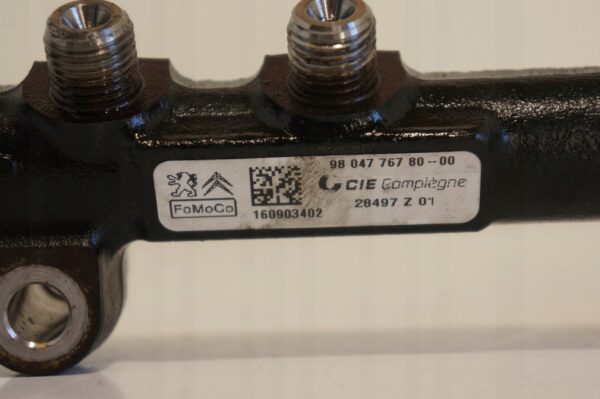 98 047 767 80--00
CIE Compiègne
28497 Z 01
FoMoCo
160903402